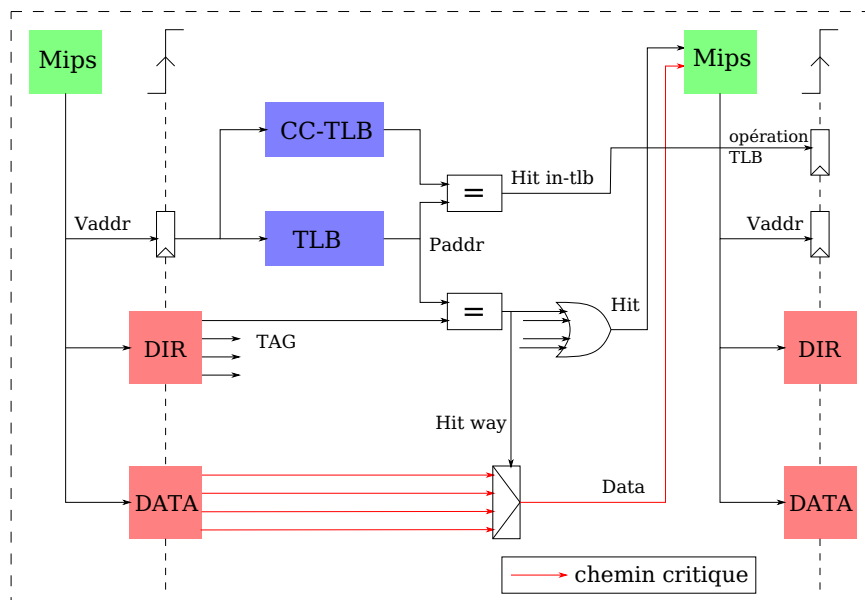 Mips
Mips
CC-TLB
opération
TLB
=
Hit in-tlb
Vaddr
TLB
Paddr
Vaddr
=
Hit
DIR
TAG
DIR
Hit way
DATA
Data
DATA
chemin critique